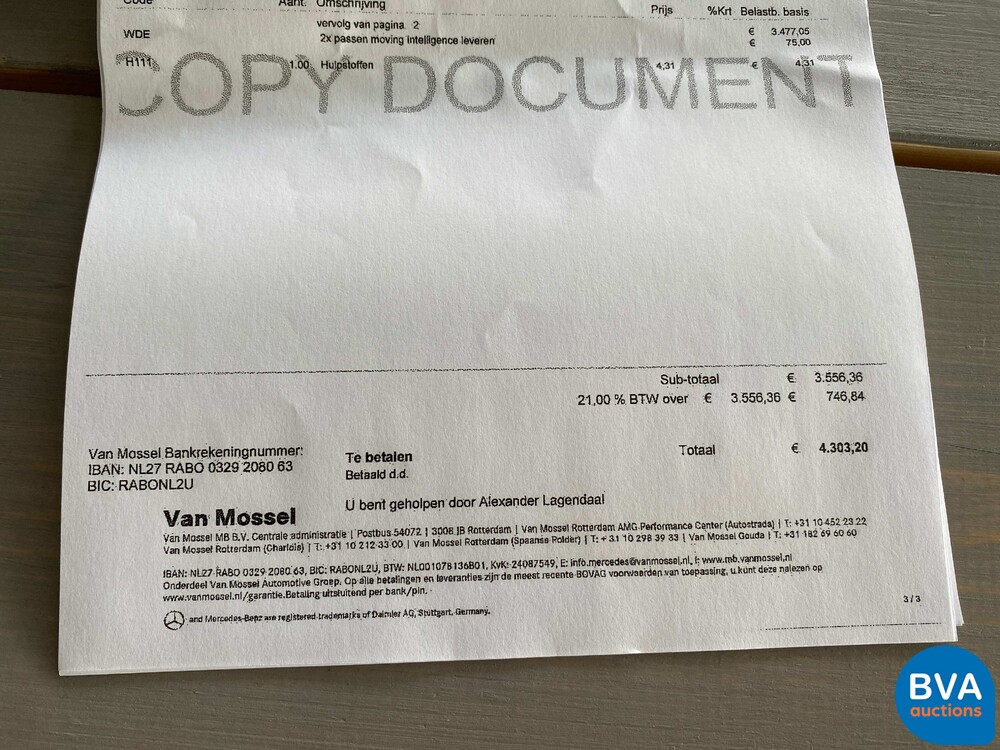 Code Aant. Omschrijving Prijs %Krt Belastb. basis
vervolg van pagina 2 € 3.477,05
WDE 2x passen moving intelligence leveren € 75,00
H111 1.00 Hulpstoffen 4,31 € 4,31
COPY DOCUMENT
Sub-totaal € 3.556,36
21,00 % BTW over € 3.556,36 € 746,84
Van Mossel Bankrekeningnummer:
IBAN: NL27 RABO 0329 2080 63
BIC: RABONL2U
Te betalen Totaal € 4.303,20
Betaald d.d.
U bent geholpen door Alexander Lagendaal
Van Mossel
Van Mossel MB B.V. Centrale administratie | Postbus 54072 | 3008 JB Rotterdam | Van Mossel Rotterdam AMG Performance Center (Autostrada) | T: +31 10 452 23 22
Van Mossel Rotterdam (Charlois) | T: +31 10 212 33 00 | Van Mossel Rotterdam (Spaanse Polder) | T: + 31 10 298 39 33 | Van Mossel Gouda | T: +31 182 69 60 60
IBAN: NL27 RABO 0329 2080 63, BIC: RABONL2U, BTW: NL001078136B01, KvK: 24087549, E: info.mercedes@vanmossel.nl, I: www.mb.vanmossel.nl
Onderdeel Van Mossel Automotive Groep. Op alle betalingen en leveranties zijn de meest recente BOVAG voorwaarden van toepassing, u kunt deze nalezen op
www.vanmossel.nl/garantie. Betaling uitsluitend per bank/pin.
and Mercedes-Benz are registered trademarks of Daimler AG, Stuttgart, Germany.
3 / 3
BVA
auctions